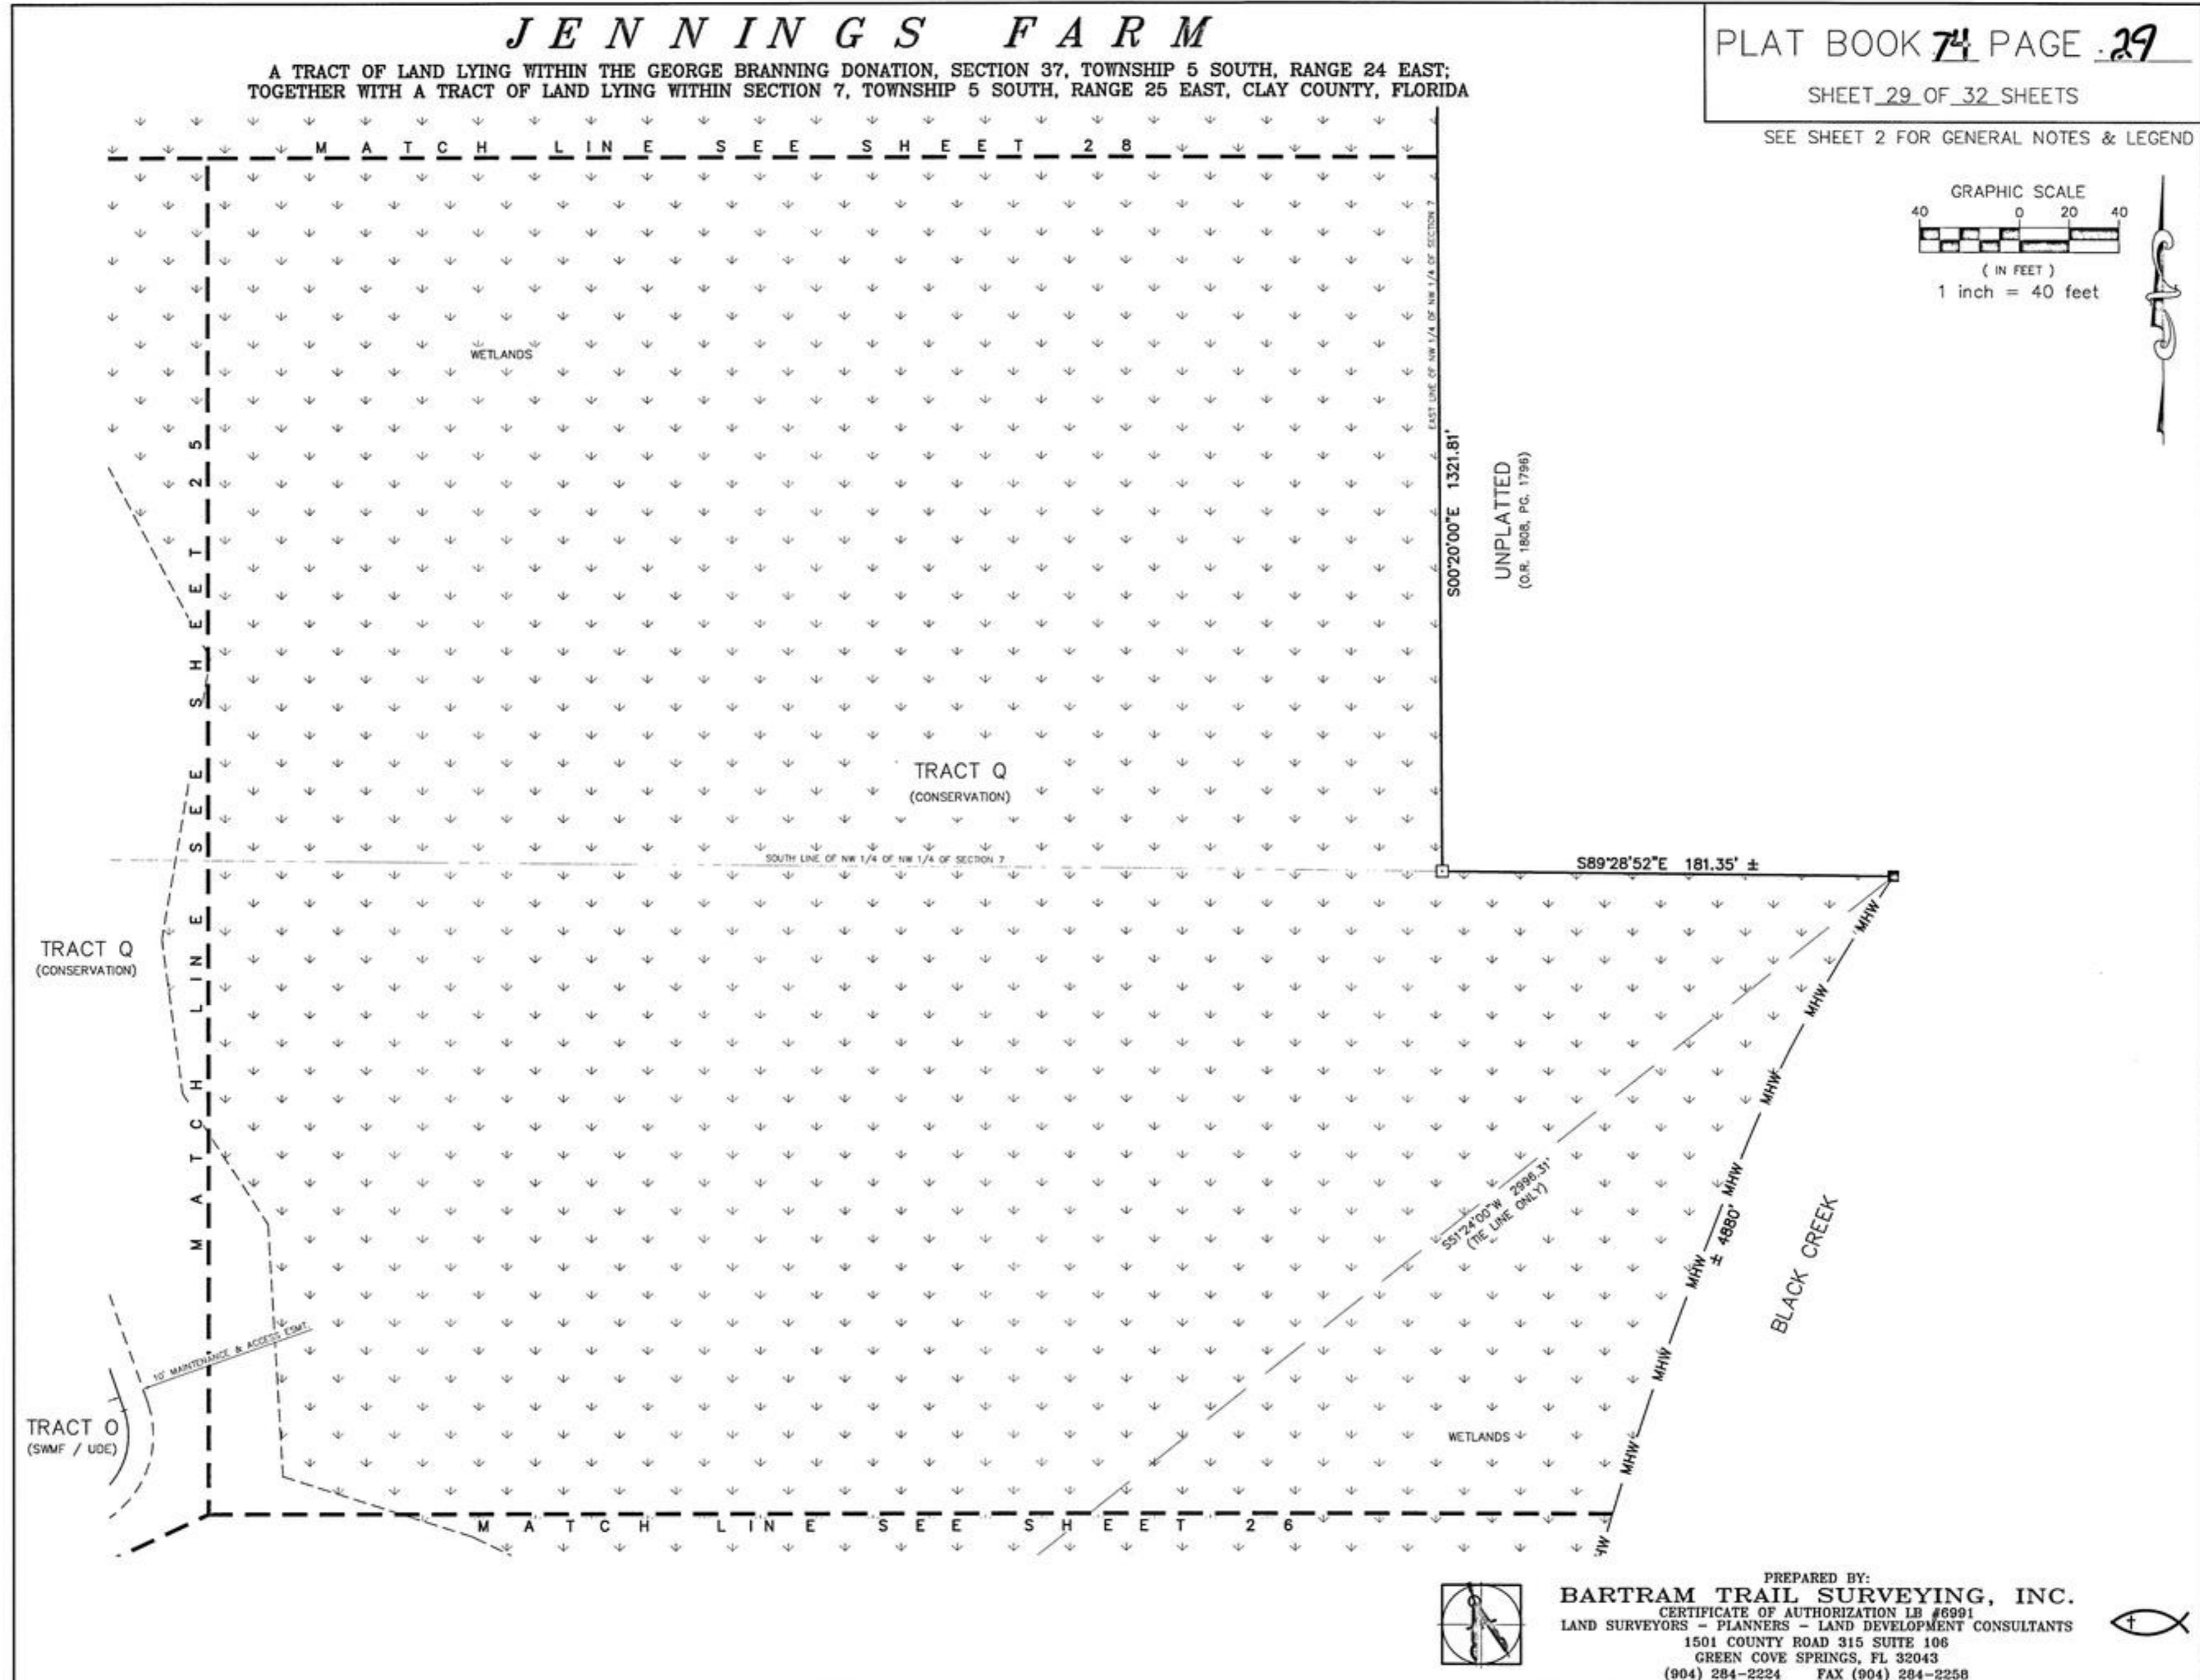 JENNINGS FARM
A TRACT OF LAND LYING WITHIN THE GEORGE BRANNING DONATION, SECTION 37, TOWNSHIP 5 SOUTH, RANGE 24 EAST;
TOGETHER WITH A TRACT OF LAND LYING WITHIN SECTION 7, TOWNSHIP 5 SOUTH, RANGE 25 EAST, CLAY COUNTY, FLORIDA
PLAT BOOK 74 PAGE 29
SHEET 29 OF 32 SHEETS
SEE SHEET 2 FOR GENERAL NOTES & LEGEND
GRAPHIC SCALE
40 0 20 40
( IN FEET )
1 inch = 40 feet
MATCH LINE SEE SHEET 28
EAST LINE OF NW 1/4 OF NW 1/4 OF SECTION 7
WETLANDS
MATCH LINE SEE SHEET 25
S00°20'00"E 1321.81'
UNPLATTED
(O.R. 1808, PG. 1796)
TRACT Q
(CONSERVATION)
SOUTH LINE OF NW 1/4 OF NW 1/4 OF SECTION 7
S89°28'52"E 181.35' ±
TRACT Q
(CONSERVATION)
MHW
MHW
MHW
MHW
± 4880'
MHW
MHW
MHW
HW
S51°24'00"W 2996.31'
(TIE LINE ONLY)
BLACK CREEK
10' MAINTENANCE & ACCESS ESMT.
TRACT O
(SWMF / UDE)
WETLANDS
MATCH LINE SEE SHEET 26
PREPARED BY:
BARTRAM TRAIL SURVEYING, INC.
CERTIFICATE OF AUTHORIZATION LB #6991
LAND SURVEYORS - PLANNERS - LAND DEVELOPMENT CONSULTANTS
1501 COUNTY ROAD 315 SUITE 106
GREEN COVE SPRINGS, FL 32043
(904) 284-2224 FAX (904) 284-2258